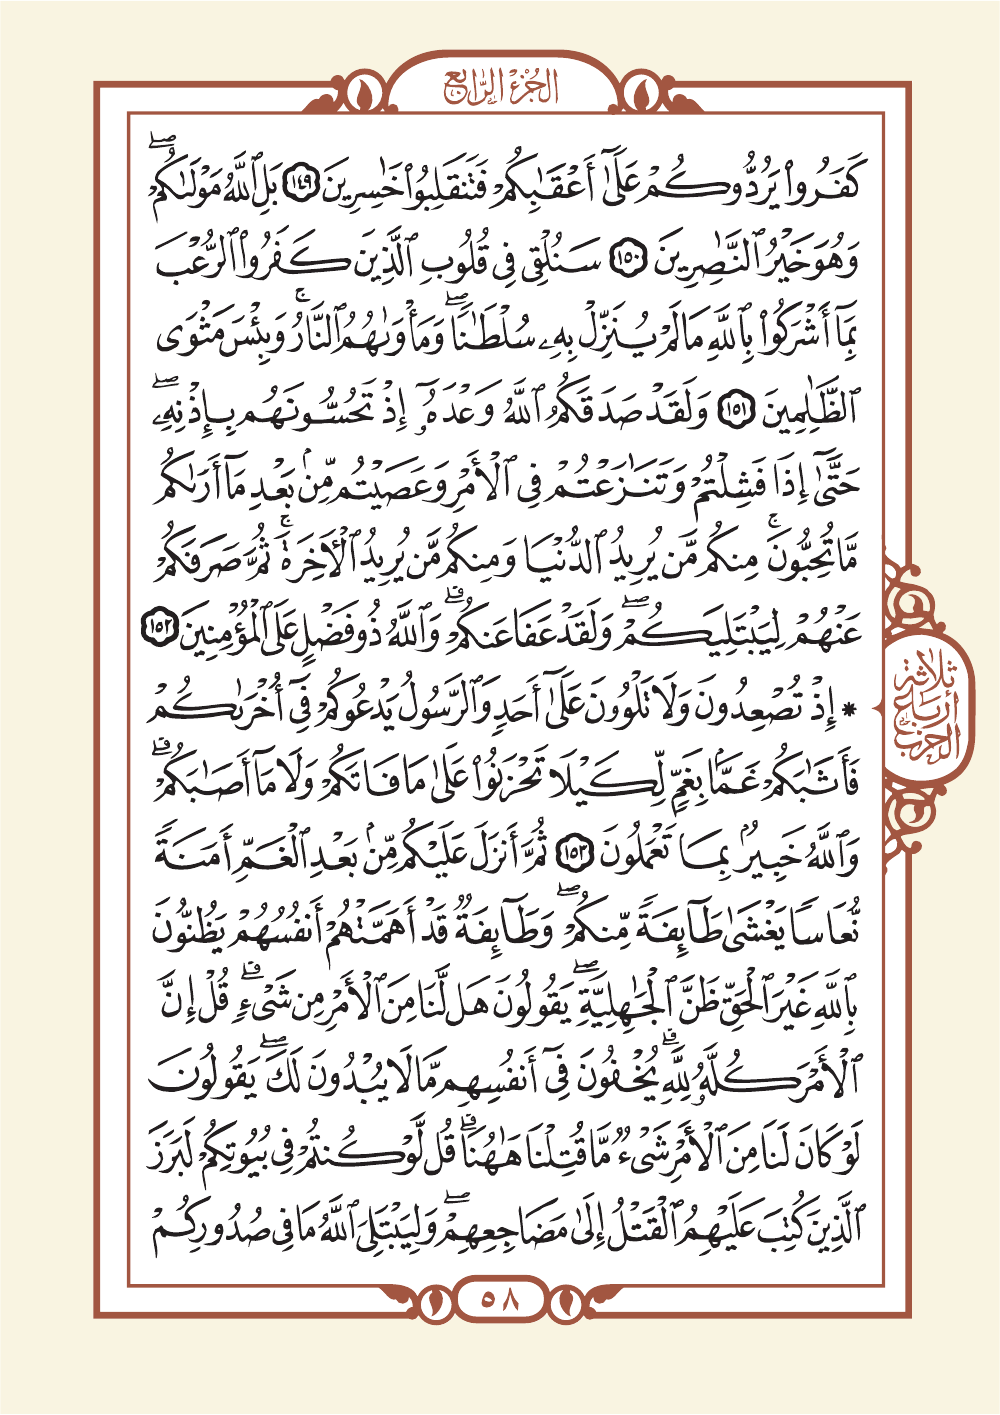 الجُزْءُ الرَّابِعُ
كَفَرُوا۟ يَرُدُّوكُمْ عَلَىٰٓ أَعْقَٰبِكُمْ فَتَنقَلِبُوا۟ خَٰسِرِينَ ١٤٩ بَلِ ٱللَّهُ مَوْلَىٰكُمْ ۖ
وَهُوَ خَيْرُ ٱلنَّٰصِرِينَ ١٥٠ سَنُلْقِى فِى قُلُوبِ ٱلَّذِينَ كَفَرُوا۟ ٱلرُّعْبَ
بِمَآ أَشْرَكُوا۟ بِٱللَّهِ مَا لَمْ يُنَزِّلْ بِهِۦ سُلْطَٰنًا ۖ وَمَأْوَىٰهُمُ ٱلنَّارُ ۚ وَبِئْسَ مَثْوَى
ٱلظَّٰلِمِينَ ١٥١ وَلَقَدْ صَدَقَكُمُ ٱللَّهُ وَعْدَهُۥٓ إِذْ تَحُسُّونَهُم بِإِذْنِهِۦ ۖ
حَتَّىٰٓ إِذَا فَشِلْتُمْ وَتَنَٰزَعْتُمْ فِى ٱلْأَمْرِ وَعَصَيْتُم مِّنۢ بَعْدِ مَآ أَرَىٰكُم
مَّا تُحِبُّونَ ۚ مِنكُم مَّن يُرِيدُ ٱلدُّنْيَا وَمِنكُم مَّن يُرِيدُ ٱلْـَٔاخِرَةَ ۚ ثُمَّ صَرَفَكُمْ
عَنْهُمْ لِيَبْتَلِيَكُمْ ۖ وَلَقَدْ عَفَا عَنكُمْ ۗ وَٱللَّهُ ذُو فَضْلٍ عَلَى ٱلْمُؤْمِنِينَ ١٥٢
* إِذْ تُصْعِدُونَ وَلَا تَلْوُۥنَ عَلَىٰٓ أَحَدٍ وَٱلرَّسُولُ يَدْعُوكُمْ فِىٓ أُخْرَىٰكُمْ
فَأَثَٰبَكُمْ غَمًّۢا بِغَمٍّ لِّكَيْلَا تَحْزَنُوا۟ عَلَىٰ مَا فَاتَكُمْ وَلَا مَآ أَصَٰبَكُمْ ۗ
وَٱللَّهُ خَبِيرٌۢ بِمَا تَعْمَلُونَ ١٥٣ ثُمَّ أَنزَلَ عَلَيْكُم مِّنۢ بَعْدِ ٱلْغَمِّ أَمَنَةً
نُّعَاسًا يَغْشَىٰ طَآئِفَةً مِّنكُمْ ۖ وَطَآئِفَةٌ قَدْ أَهَمَّتْهُمْ أَنفُسُهُمْ يَظُنُّونَ
بِٱللَّهِ غَيْرَ ٱلْحَقِّ ظَنَّ ٱلْجَٰهِلِيَّةِ ۖ يَقُولُونَ هَل لَّنَا مِنَ ٱلْأَمْرِ مِن شَىْءٍ ۗ قُلْ إِنَّ
ٱلْأَمْرَ كُلَّهُۥ لِلَّهِ ۗ يُخْفُونَ فِىٓ أَنفُسِهِم مَّا لَا يُبْدُونَ لَكَ ۖ يَقُولُونَ
لَوْ كَانَ لَنَا مِنَ ٱلْأَمْرِ شَىْءٌ مَّا قُتِلْنَا هَٰهُنَا ۗ قُل لَّوْ كُنتُمْ فِى بُيُوتِكُمْ لَبَرَزَ
ٱلَّذِينَ كُتِبَ عَلَيْهِمُ ٱلْقَتْلُ إِلَىٰ مَضَاجِعِهِمْ ۖ وَلِيَبْتَلِىَ ٱللَّهُ مَا فِى صُدُورِكُمْ
ثلاثة
أرباع
الحزب
٥٨